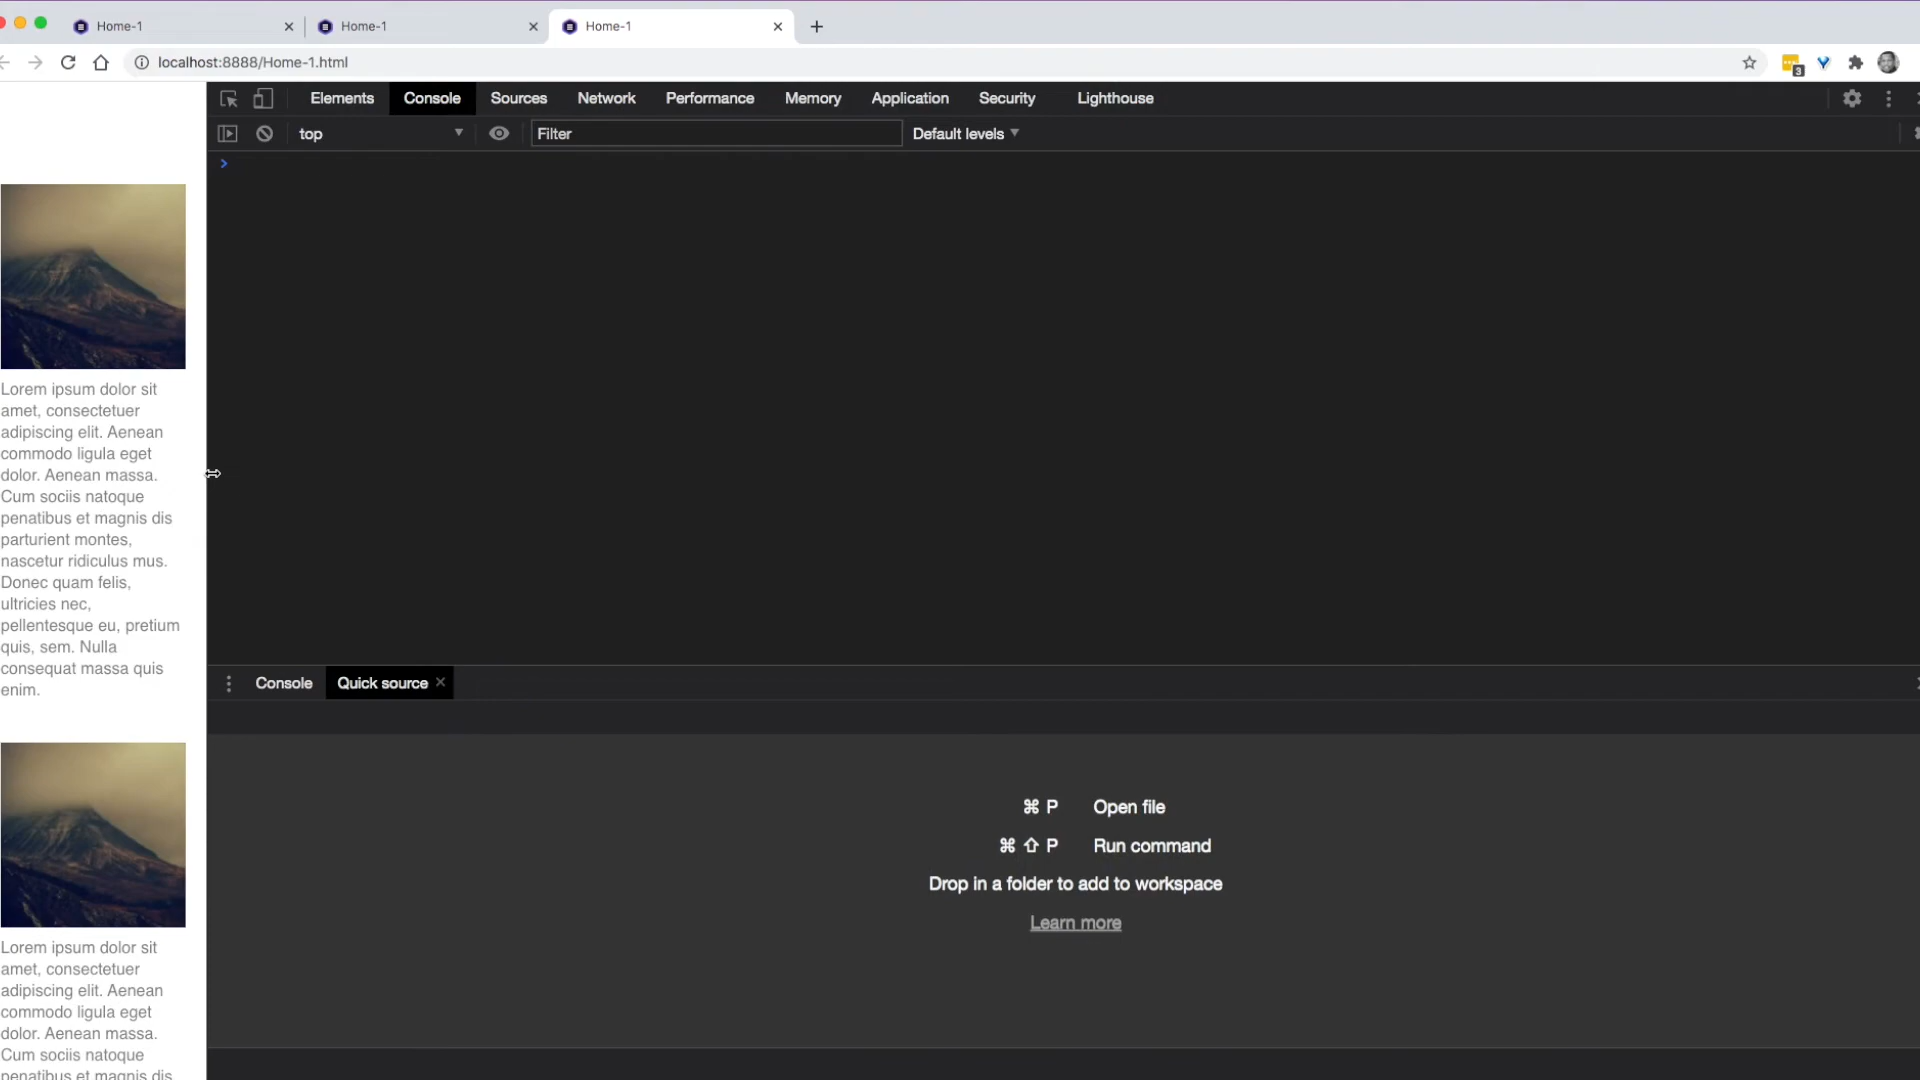 Home-1
Home-1
Home-1
localhost:8888/Home-1.html
3
Elements Console Sources Network Performance Memory Application Security Lighthouse
top Filter Default levels
Lorem ipsum dolor sit
amet, consectetuer
adipiscing elit. Aenean
commodo ligula eget
dolor. Aenean massa.
Cum sociis natoque
penatibus et magnis dis
parturient montes,
nascetur ridiculus mus.
Donec quam felis,
ultricies nec,
pellentesque eu, pretium
quis, sem. Nulla
consequat massa quis
enim.
Console Quick source
⌘ P Open file
⌘ ⇧ P Run command
Drop in a folder to add to workspace
Learn more
Lorem ipsum dolor sit
amet, consectetuer
adipiscing elit. Aenean
commodo ligula eget
dolor. Aenean massa.
Cum sociis natoque
penatibus et magnis dis